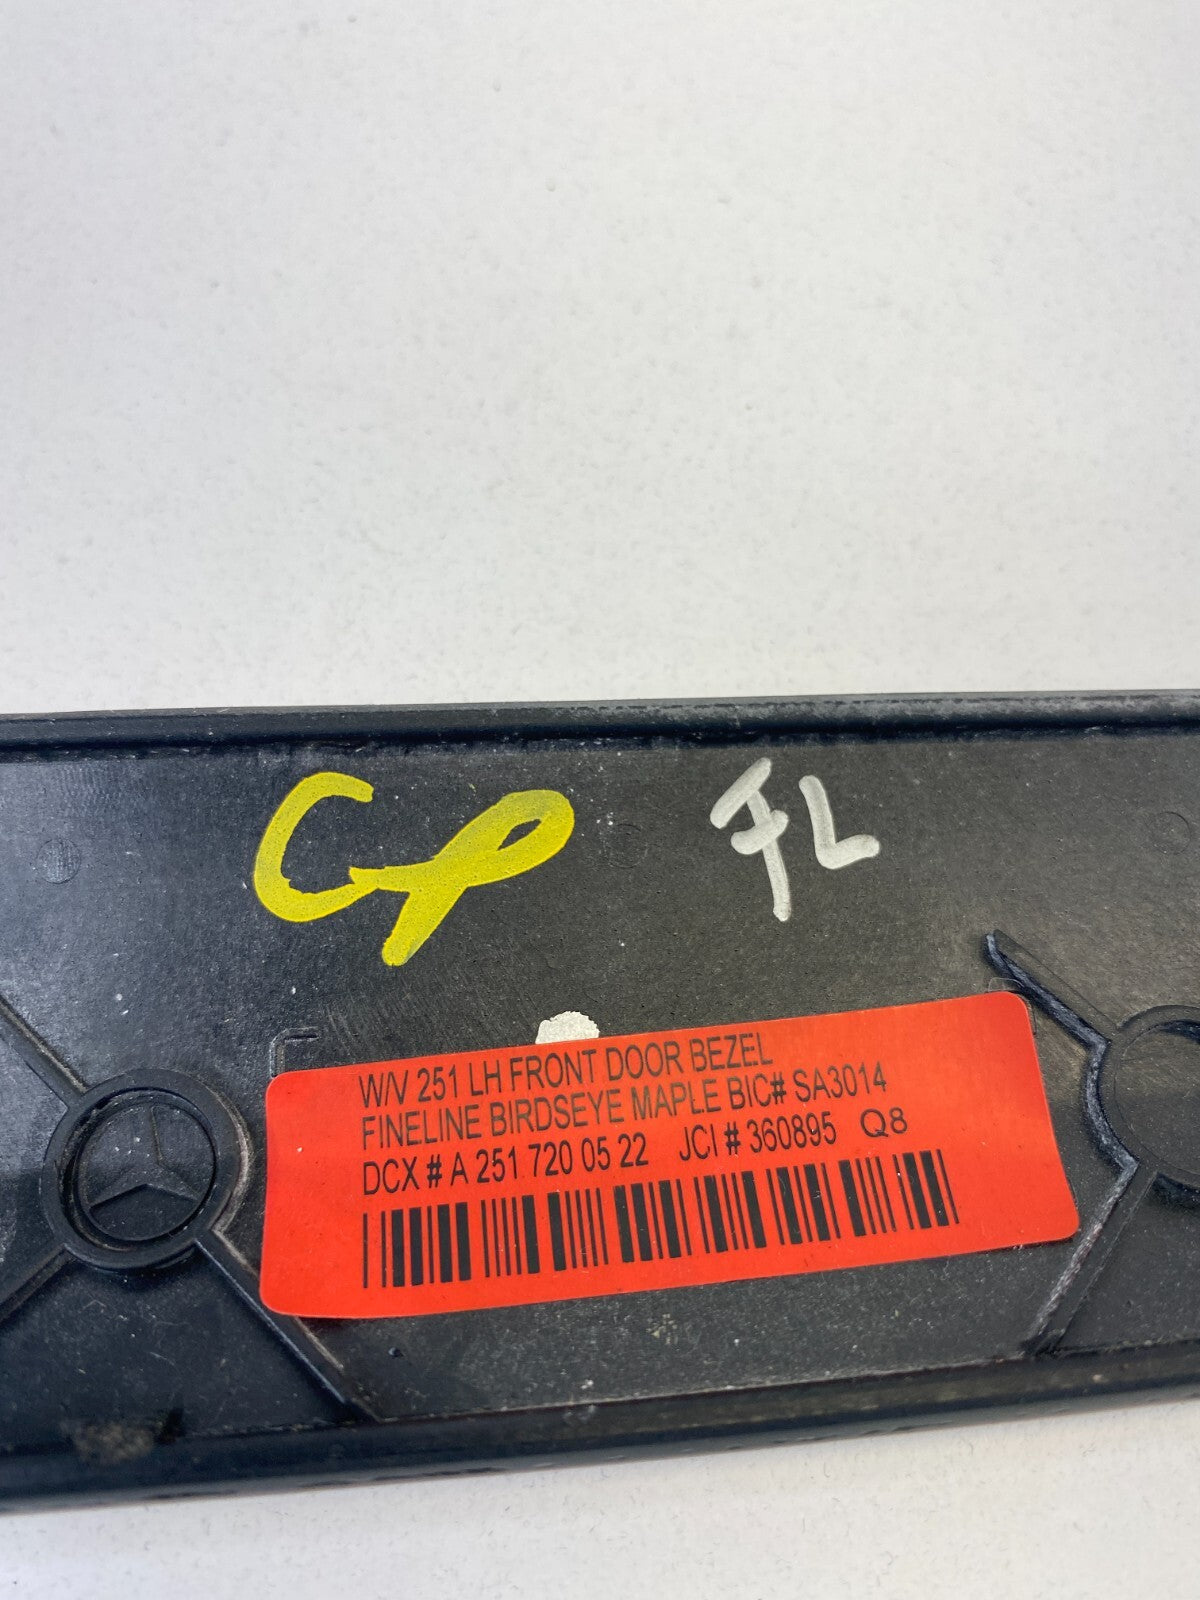 CP FL
W/V 251 LH FRONT DOOR BEZEL
FINELINE BIRDSEYE MAPLE BIC# SA3014
DCX # A 251 720 05 22 JCI # 360895 Q8